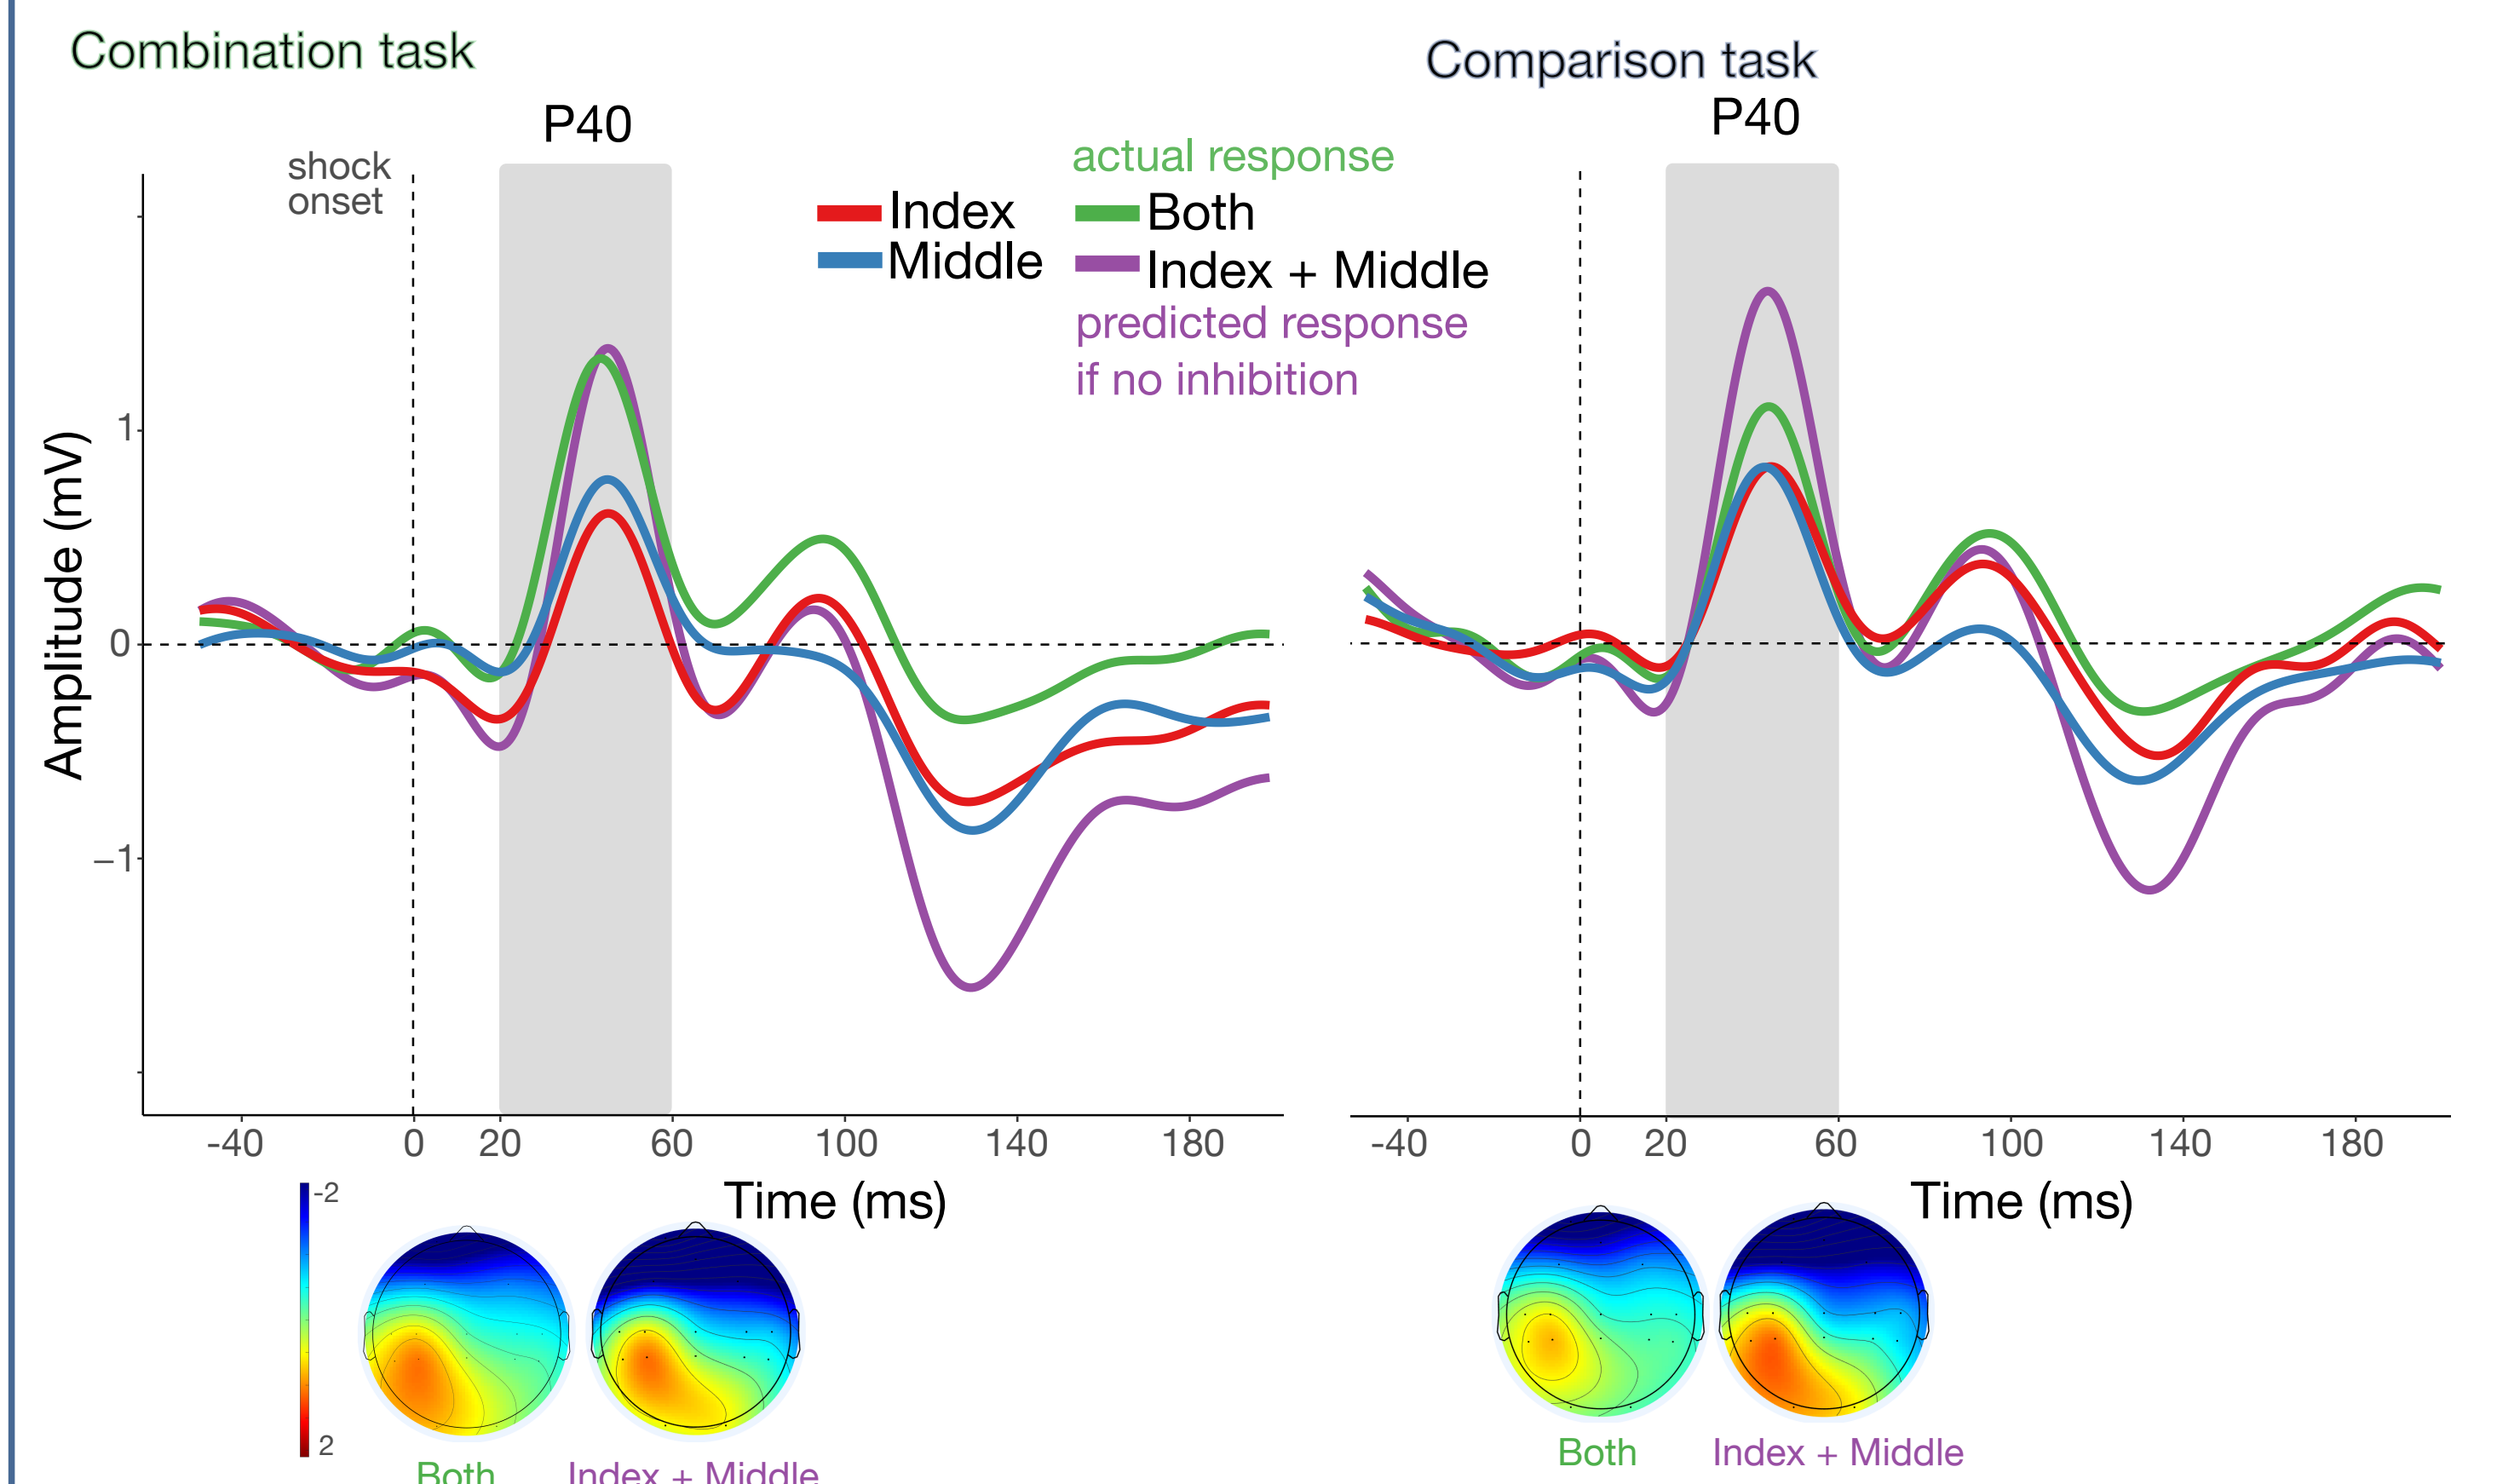 Combination task
Comparison task
P40
P40
shock
onset
actual response
Index
Both
Middle
Index + Middle
predicted response
if no inhibition
Amplitude (mV)
1
0
−1
-40
0
20
60
100
140
180
-40
0
20
60
100
140
180
Time (ms)
Time (ms)
-2
2
Both
Index + Middle
Both
Index + Middle